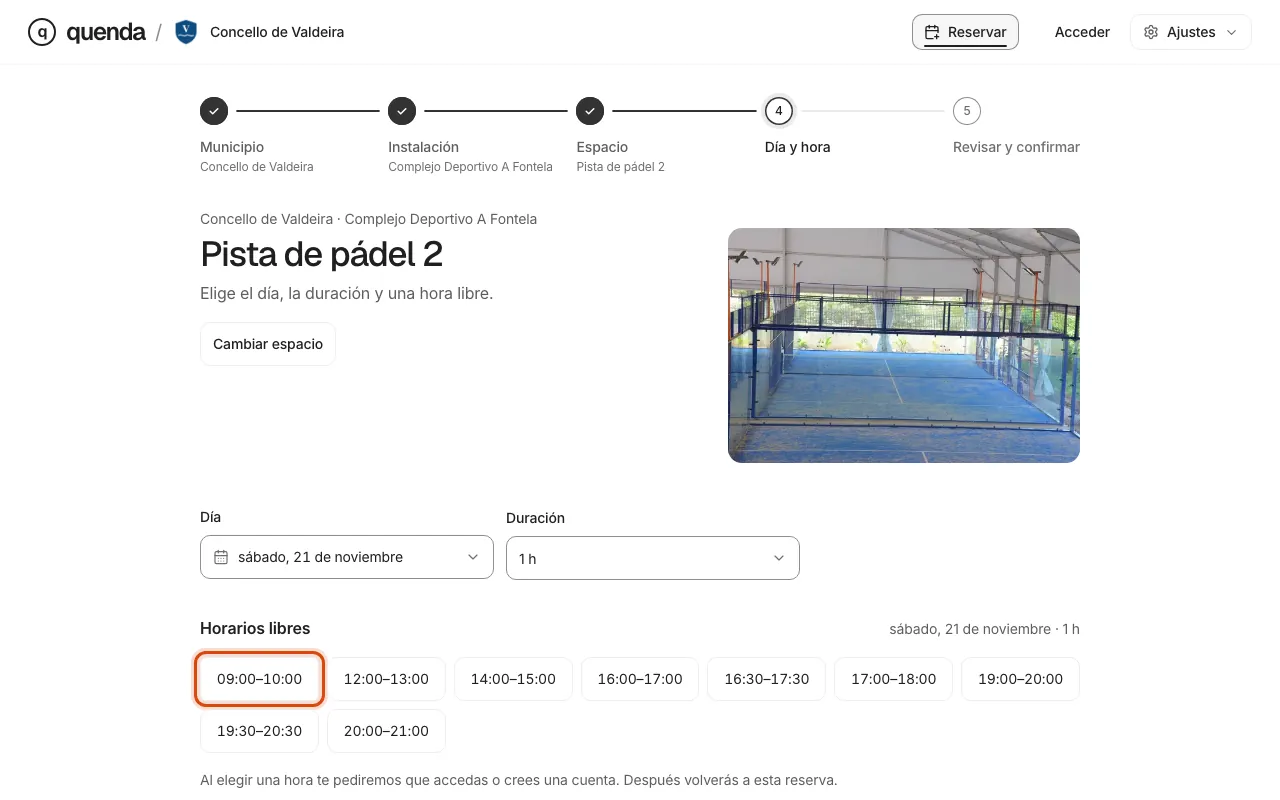 q quenda / V Concello de Valdeira Reservar Acceder Ajustes
4 5
Municipio Instalación Espacio Día y hora Revisar y confirmar
Concello de Valdeira Complejo Deportivo A Fontela Pista de pádel 2
Concello de Valdeira · Complejo Deportivo A Fontela
Pista de pádel 2
Elige el día, la duración y una hora libre.
Cambiar espacio
Día Duración
sábado, 21 de noviembre 1 h
Horarios libres sábado, 21 de noviembre · 1 h
09:00–10:00 12:00–13:00 14:00–15:00 16:00–17:00 16:30–17:30 17:00–18:00 19:00–20:00
19:30–20:30 20:00–21:00
Al elegir una hora te pediremos que accedas o crees una cuenta. Después volverás a esta reserva.